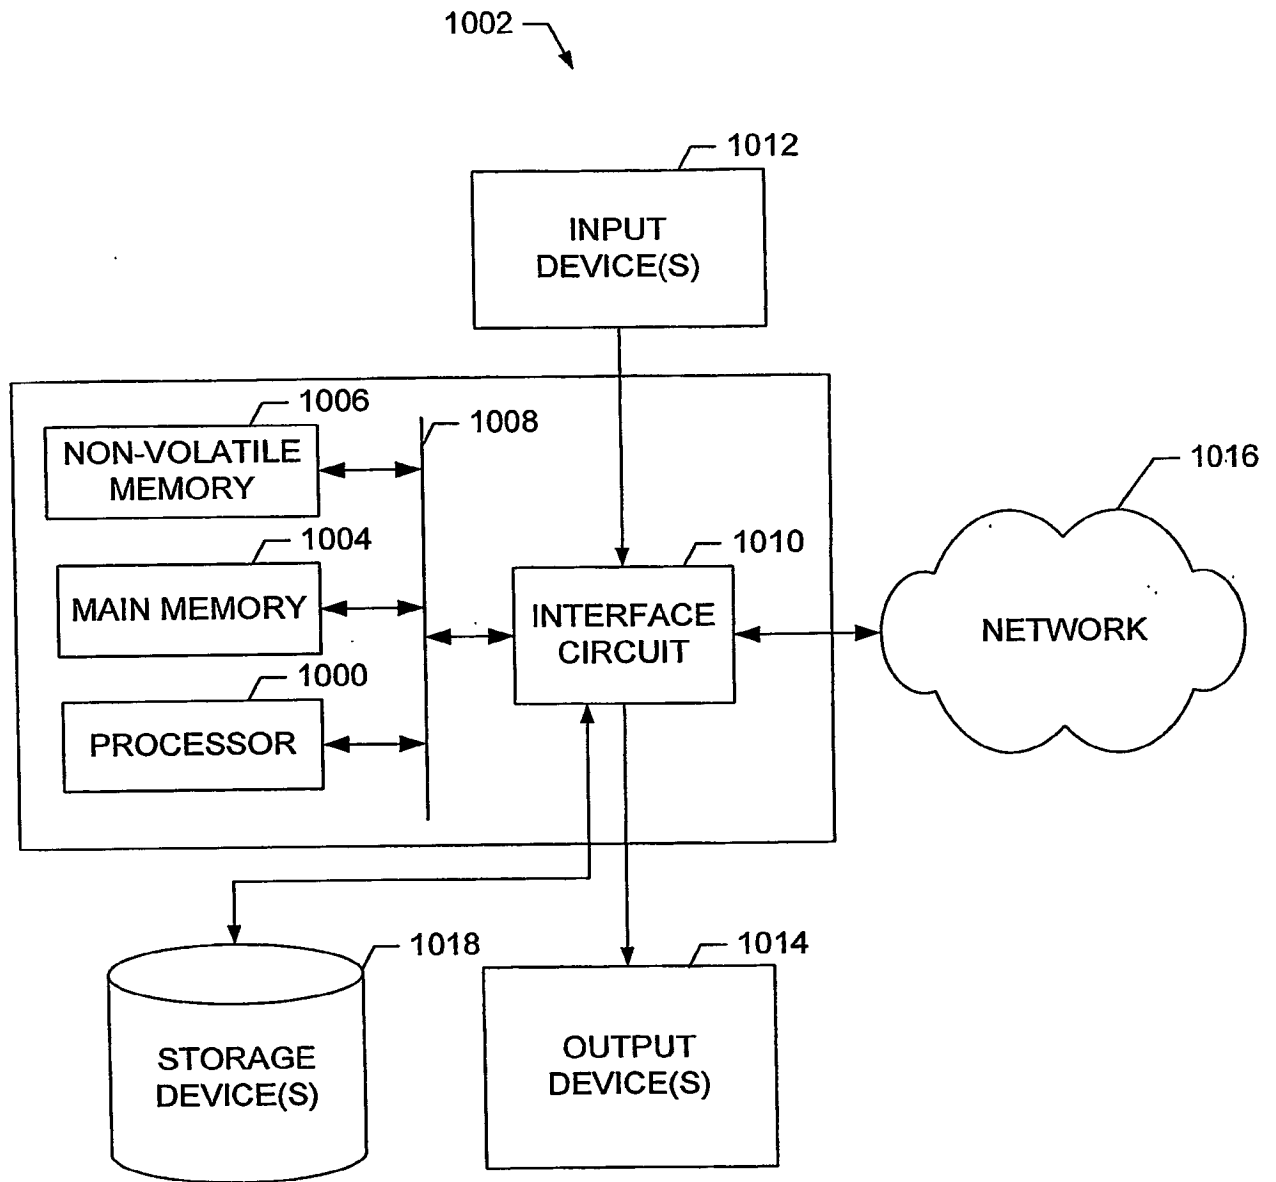 1002
1012
INPUT
DEVICE(S)
1006
NON-VOLATILE
MEMORY
1008
1004
MAIN MEMORY
1000
PROCESSOR
1010
INTERFACE
CIRCUIT
1016
NETWORK
1018
STORAGE
DEVICE(S)
1014
OUTPUT
DEVICE(S)